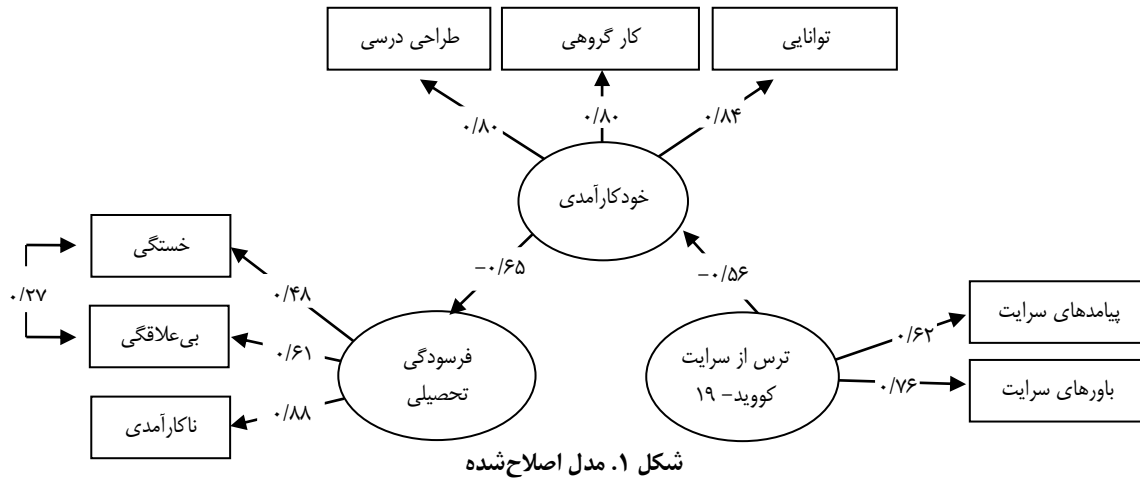 توانایی
کار گروهی
طراحی درسی
۰/۸۴
۰/۸۰
۰/۸۰
خودکارآمدی
خستگی
−۰/۶۵
−۰/۵۶
۰/۲۷
۰/۴۸
پیامدهای سرایت
بی‌علاقگی
۰/۶۱
فرسودگی
تحصیلی
ترس از سرایت
کووید− ۱۹
۰/۶۲
۰/۷۶
باورهای سرایت
ناکارآمدی
۰/۸۸
شکل ۱. مدل اصلاح‌شده